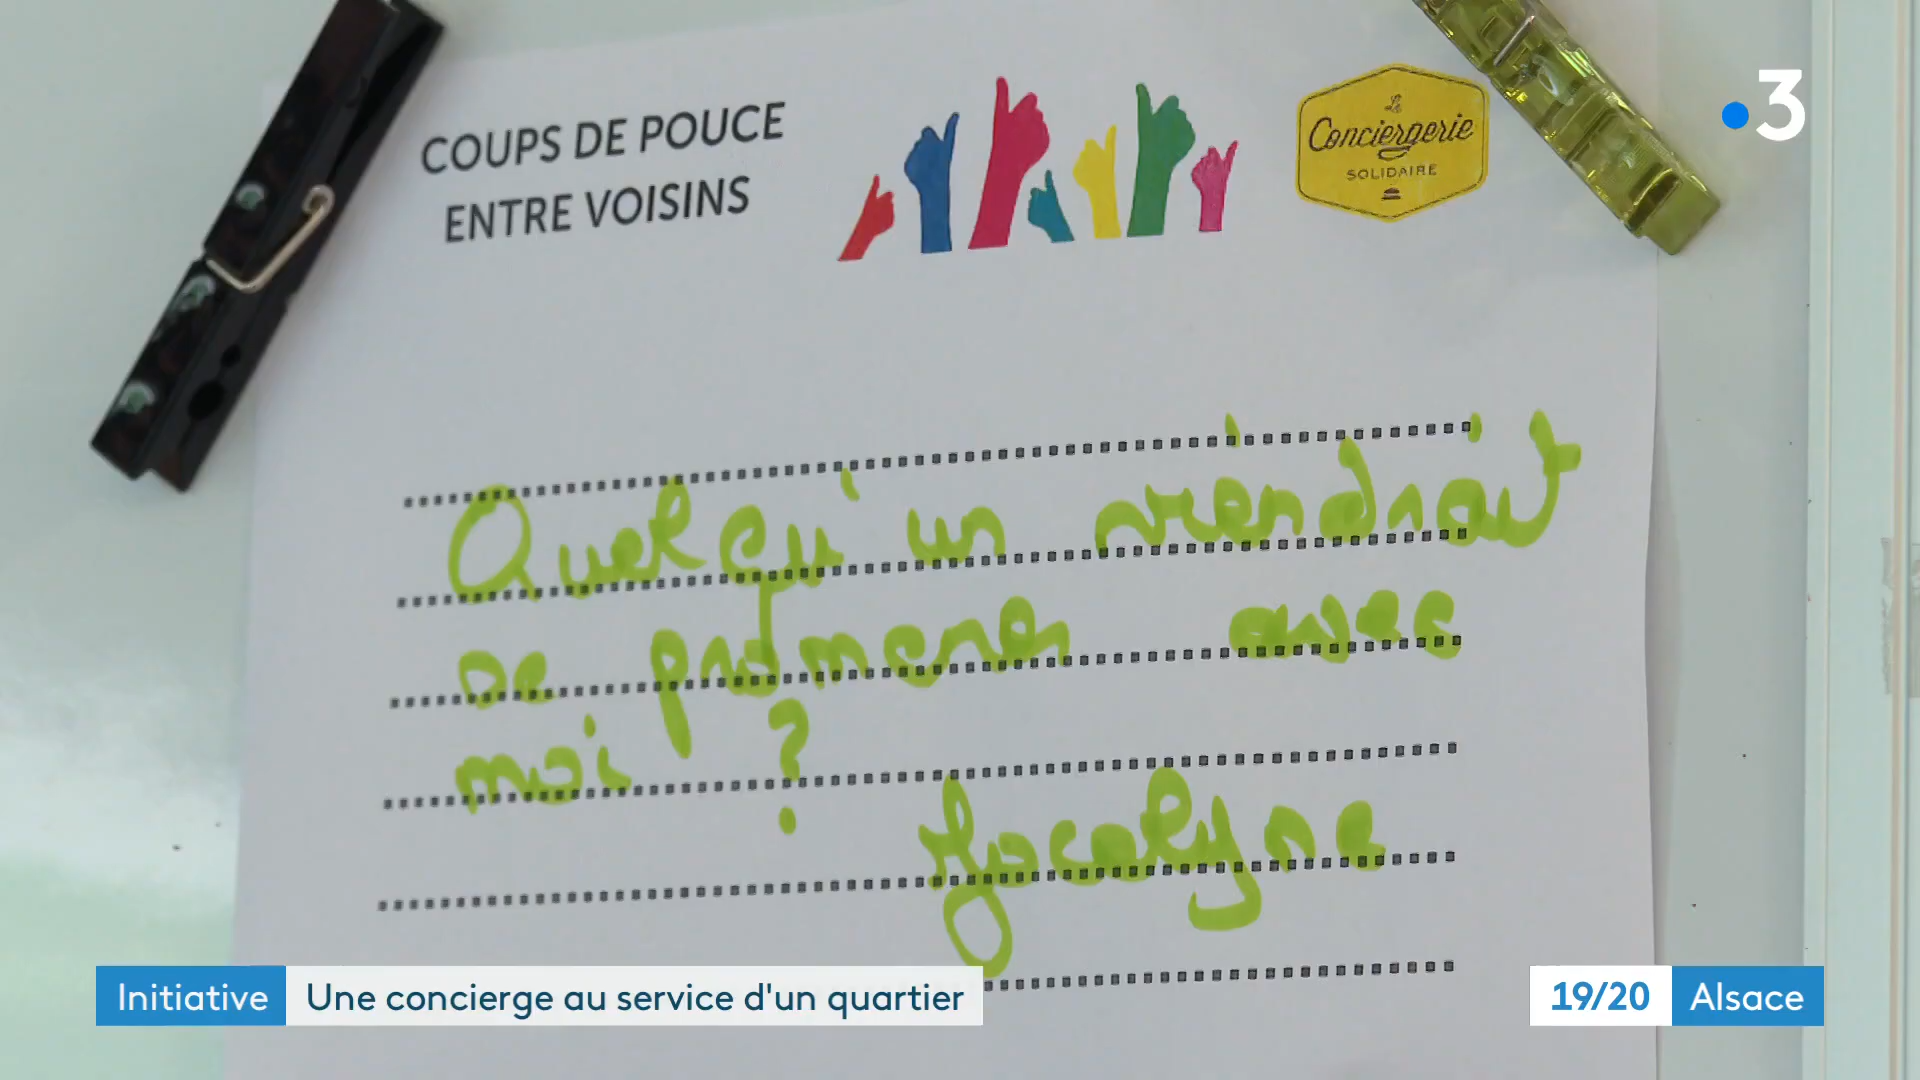 COUPS DE POUCE
ENTRE VOISINS
Le
Conciergerie
SOLIDAIRE
3
Quelqu'un viendrait
se promener avec
moi ?
Jocelyne
Initiative
Une concierge au service d'un quartier
19/20
Alsace